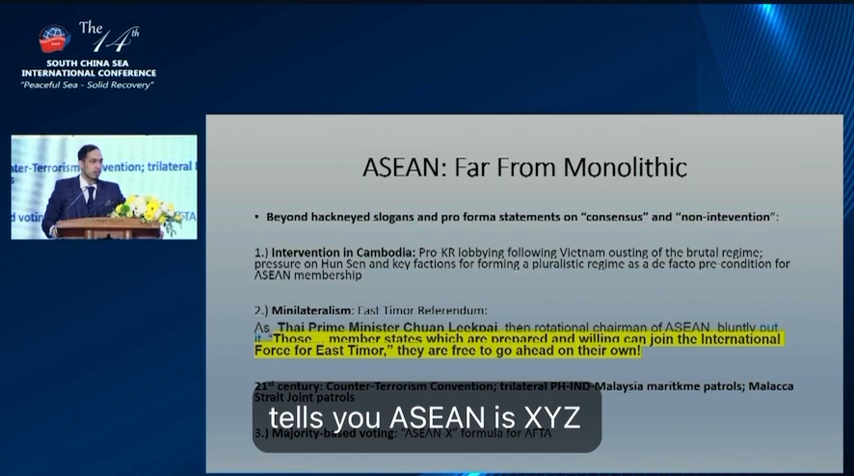 The
14th
SOUTH CHINA SEA
INTERNATIONAL CONFERENCE
"Peaceful Sea - Solid Recovery"
ter-Terrorism vention; trilateral
d votin TA
ASEAN: Far From Monolithic
• Beyond hackneyed slogans and pro forma statements on "consensus" and "non-intevention":
1.) Intervention in Cambodia: Pro-KR lobbying following Vietnam ousting of the brutal regime;
pressure on Hun Sen and key factions for forming a pluralistic regime as a de facto pre-condition for
ASEAN membership
2.) Minilateralism: East Timor Referendum:
As Thai Prime Minister Chuan Leekpai, then rotational chairman of ASEAN, bluntly put
it, "Those ... member states which are prepared and willing can join the International
Force for East Timor," they are free to go ahead on their own!
21st century: Counter-Terrorism Convention; trilateral PH-IND-Malaysia maritkme patrols; Malacca
Strait Joint patrols
tells you ASEAN is XYZ
3.) Majority-based voting: "ASEAN X" formula for AFTA